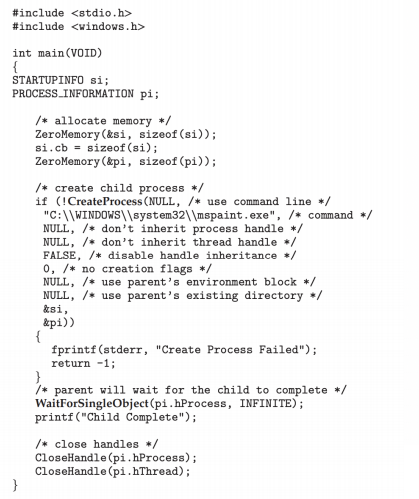 #include <stdio.h>
#include <windows.h>
int main(VOID)
{
STARTUPINFO si;
PROCESS_INFORMATION pi;
/* allocate memory */
ZeroMemory(&si, sizeof(si));
si.cb = sizeof(si);
ZeroMemory(&pi, sizeof(pi));
/* create child process */
if (!CreateProcess(NULL, /* use command line */
"C:\\WINDOWS\\system32\\mspaint.exe", /* command */
NULL, /* don't inherit process handle */
NULL, /* don't inherit thread handle */
FALSE, /* disable handle inheritance */
0, /* no creation flags */
NULL, /* use parent's environment block */
NULL, /* use parent's existing directory */
&si,
&pi))
{
fprintf(stderr, "Create Process Failed");
return -1;
}
/* parent will wait for the child to complete */
WaitForSingleObject(pi.hProcess, INFINITE);
printf("Child Complete");
/* close handles */
CloseHandle(pi.hProcess);
CloseHandle(pi.hThread);
}